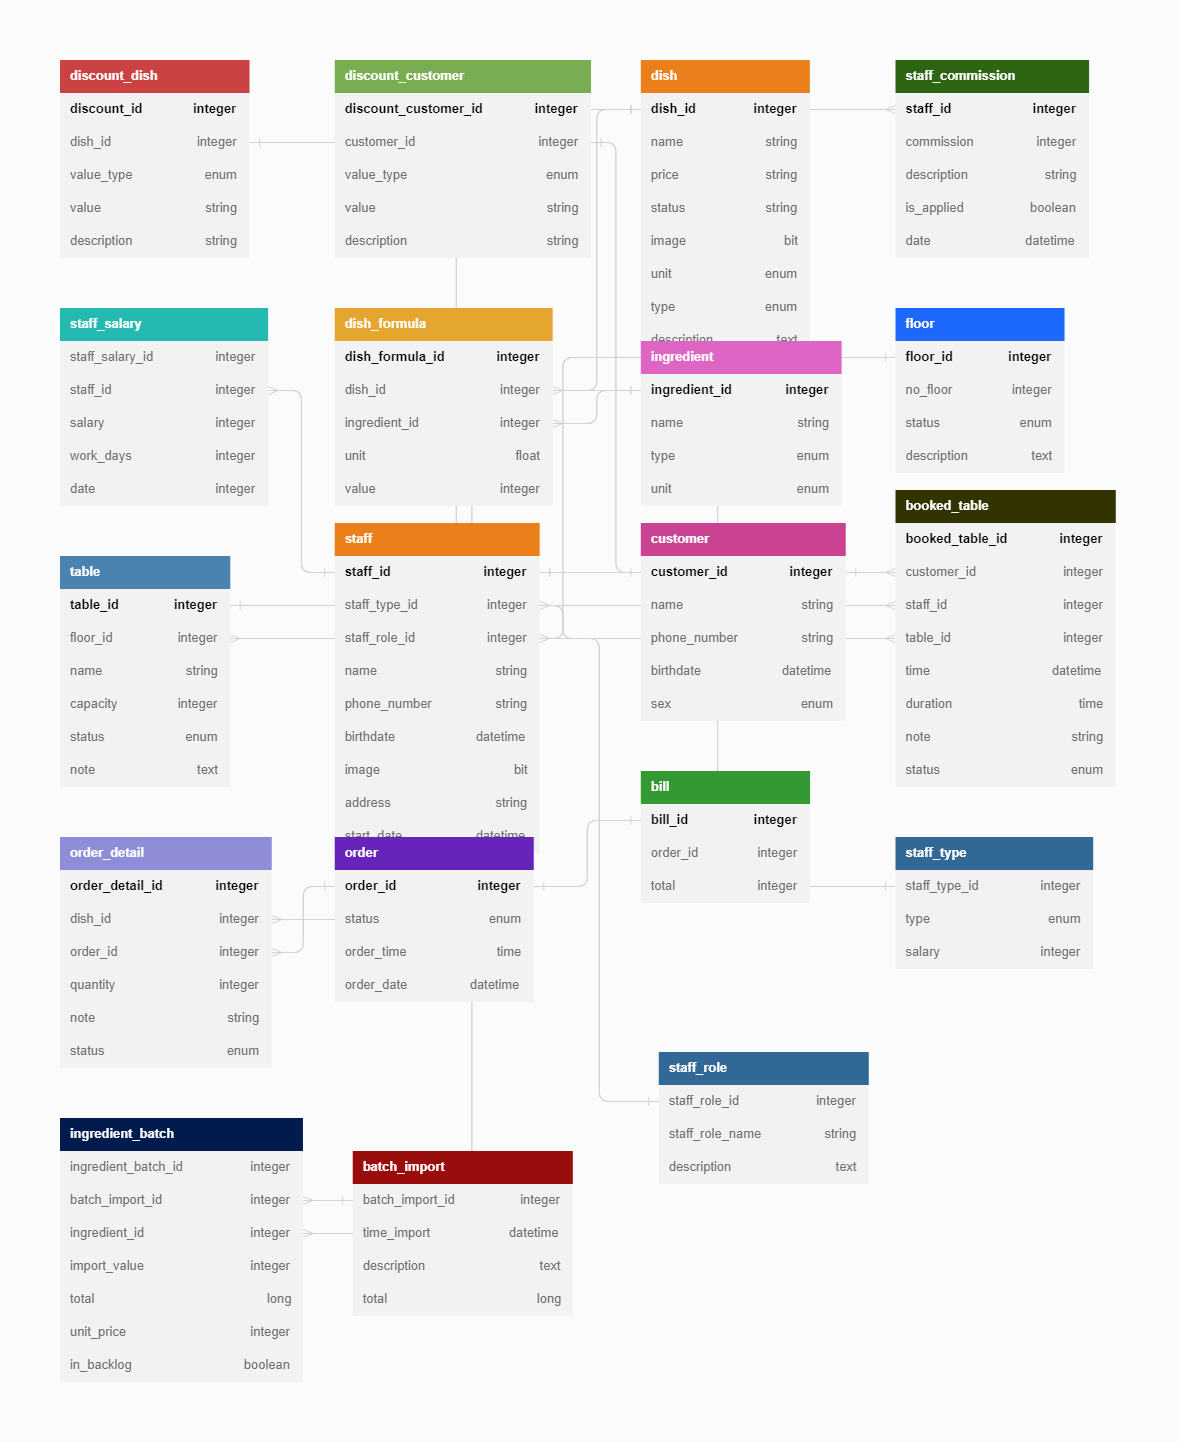 discount_dish
discount_id integer
dish_id integer
value_type enum
value string
description string
discount_customer
discount_customer_id integer
customer_id integer
value_type enum
value string
description string
dish
dish_id integer
name string
price string
status string
image bit
unit enum
type enum
description text
staff_commission
staff_id integer
commission integer
description string
is_applied boolean
date datetime
staff_salary
staff_salary_id integer
staff_id integer
salary integer
work_days integer
date integer
dish_formula
dish_formula_id integer
dish_id integer
ingredient_id integer
unit float
value integer
ingredient
ingredient_id integer
name string
type enum
unit enum
floor
floor_id integer
no_floor integer
status enum
description text
table
table_id integer
floor_id integer
name string
capacity integer
status enum
note text
staff
staff_id integer
staff_type_id integer
staff_role_id integer
name string
phone_number string
birthdate datetime
image bit
address string
start_date datetime
customer
customer_id integer
name string
phone_number string
birthdate datetime
sex enum
booked_table
booked_table_id integer
customer_id integer
staff_id integer
table_id integer
time datetime
duration time
note string
status enum
order_detail
order_detail_id integer
dish_id integer
order_id integer
quantity integer
note string
status enum
order
order_id integer
status enum
order_time time
order_date datetime
bill
bill_id integer
order_id integer
total integer
staff_type
staff_type_id integer
type enum
salary integer
staff_role
staff_role_id integer
staff_role_name string
description text
ingredient_batch
ingredient_batch_id integer
batch_import_id integer
ingredient_id integer
import_value integer
total long
unit_price integer
in_backlog boolean
batch_import
batch_import_id integer
time_import datetime
description text
total long